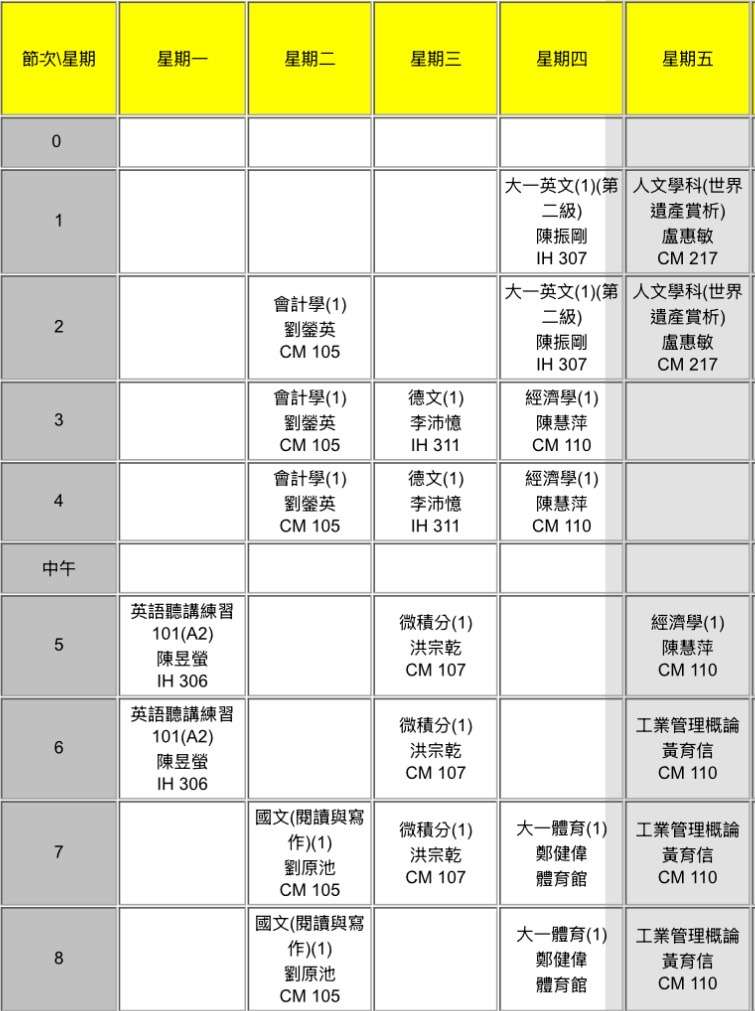 節次\星期 星期一 星期二 星期三 星期四 星期五
0
1
大一英文(1)(第
二級)
陳振剛
IH 307
人文學科(世界
遺產賞析)
盧惠敏
CM 217
2
會計學(1)
劉鎣英
CM 105
大一英文(1)(第
二級)
陳振剛
IH 307
人文學科(世界
遺產賞析)
盧惠敏
CM 217
3
會計學(1)
劉鎣英
CM 105
德文(1)
李沛憶
IH 311
經濟學(1)
陳慧萍
CM 110
4
會計學(1)
劉鎣英
CM 105
德文(1)
李沛憶
IH 311
經濟學(1)
陳慧萍
CM 110
中午
5
英語聽講練習
101(A2)
陳昱螢
IH 306
微積分(1)
洪宗乾
CM 107
經濟學(1)
陳慧萍
CM 110
6
英語聽講練習
101(A2)
陳昱螢
IH 306
微積分(1)
洪宗乾
CM 107
工業管理概論
黃育信
CM 110
7
國文(閱讀與寫
作)(1)
劉原池
CM 105
微積分(1)
洪宗乾
CM 107
大一體育(1)
鄭健偉
體育館
工業管理概論
黃育信
CM 110
8
國文(閱讀與寫
作)(1)
劉原池
CM 105
大一體育(1)
鄭健偉
體育館
工業管理概論
黃育信
CM 110